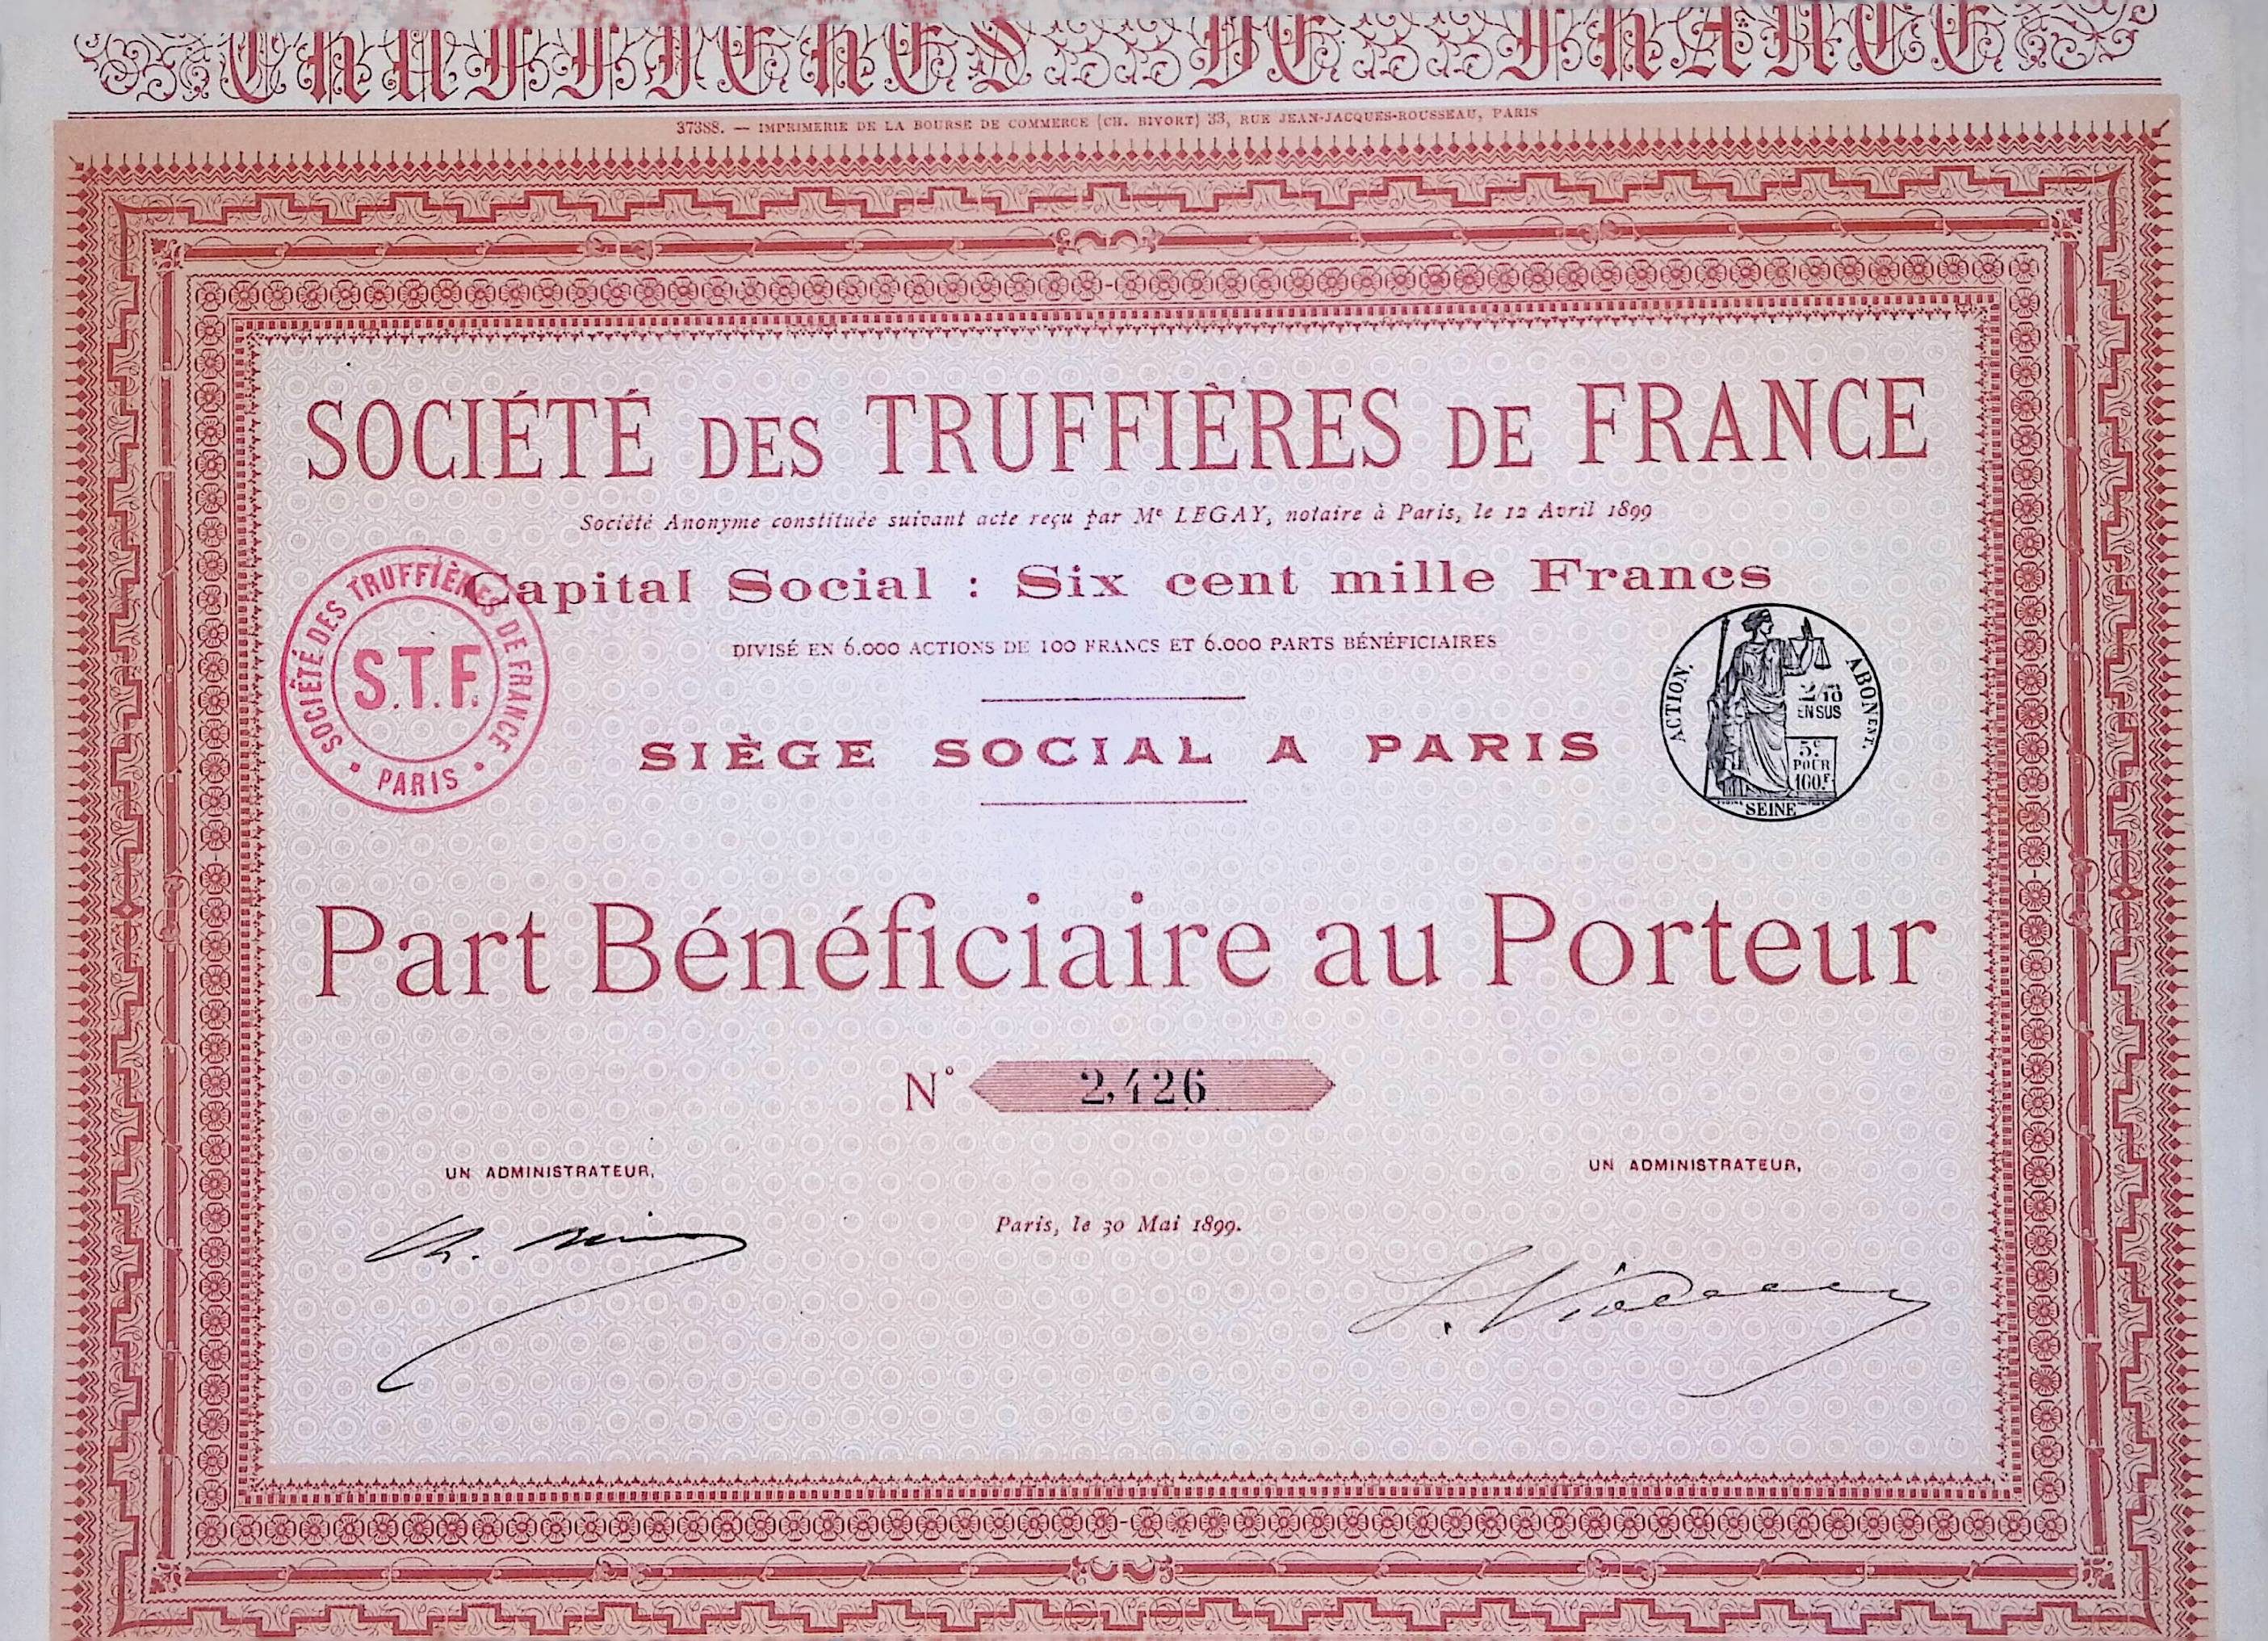 TRUFFIERES DE FRANCE
37388. — IMPRIMERIE DE LA BOURSE DE COMMERCE (CH. BIVORT) 33, RUE JEAN-JACQUES-ROUSSEAU, PARIS
SOCIÉTÉ DES TRUFFIÈRES DE FRANCE
Société Anonyme constituée suivant acte reçu par Me LEGAY, notaire à Paris, le 12 Avril 1899
Capital Social : Six cent mille Francs
DIVISÉ EN 6.000 ACTIONS DE 100 FRANCS ET 6.000 PARTS BÉNÉFICIAIRES
SOCIÉTÉ DES TRUFFIÈRES DE FRANCE
S.T.F.
• PARIS •
ACTION. ABONENT.
2/10
EN SUS
5c
POUR
100F
SEINE
SIÈGE SOCIAL A PARIS
Part Bénéficiaire au Porteur
N° 2,426
UN ADMINISTRATEUR,
UN ADMINISTRATEUR,
Paris, le 30 Mai 1899.